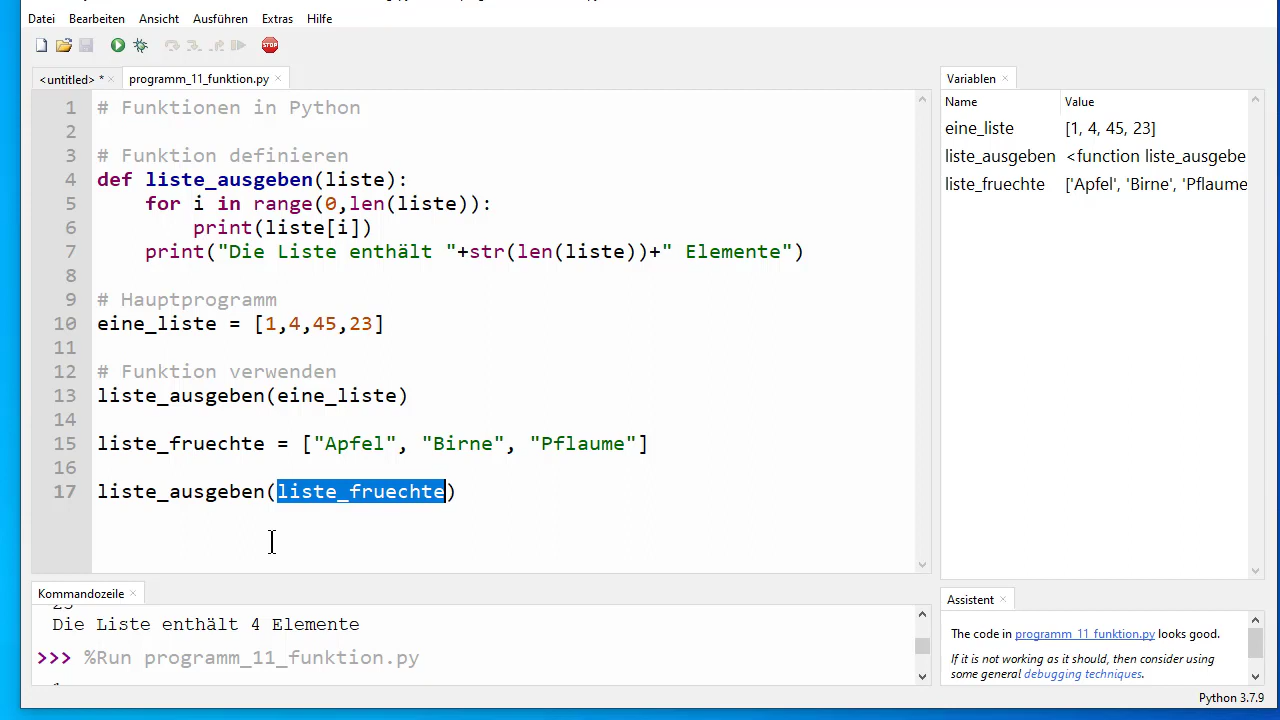 Datei Bearbeiten Ansicht Ausführen Extras Hilfe
<untitled> * × programm_11_funktion.py ×
1 # Funktionen in Python
2
3 # Funktion definieren
4 def liste_ausgeben(liste):
5     for i in range(0,len(liste)):
6         print(liste[i])
7     print("Die Liste enthält "+str(len(liste))+" Elemente")
8
9 # Hauptprogramm
10 eine_liste = [1,4,45,23]
11
12 # Funktion verwenden
13 liste_ausgeben(eine_liste)
14
15 liste_fruechte = ["Apfel", "Birne", "Pflaume"]
16
17 liste_ausgeben(liste_fruechte)
Kommandozeile ×
Die Liste enthält 4 Elemente
>>> %Run programm_11_funktion.py
Variablen ×
Name Value
eine_liste [1, 4, 45, 23]
liste_ausgeben <function liste_ausgebe
liste_fruechte ['Apfel', 'Birne', 'Pflaume
Assistent ×
The code in programm_11_funktion.py looks good.
If it is not working as it should, then consider using
some general debugging techniques.
Python 3.7.9
STOP